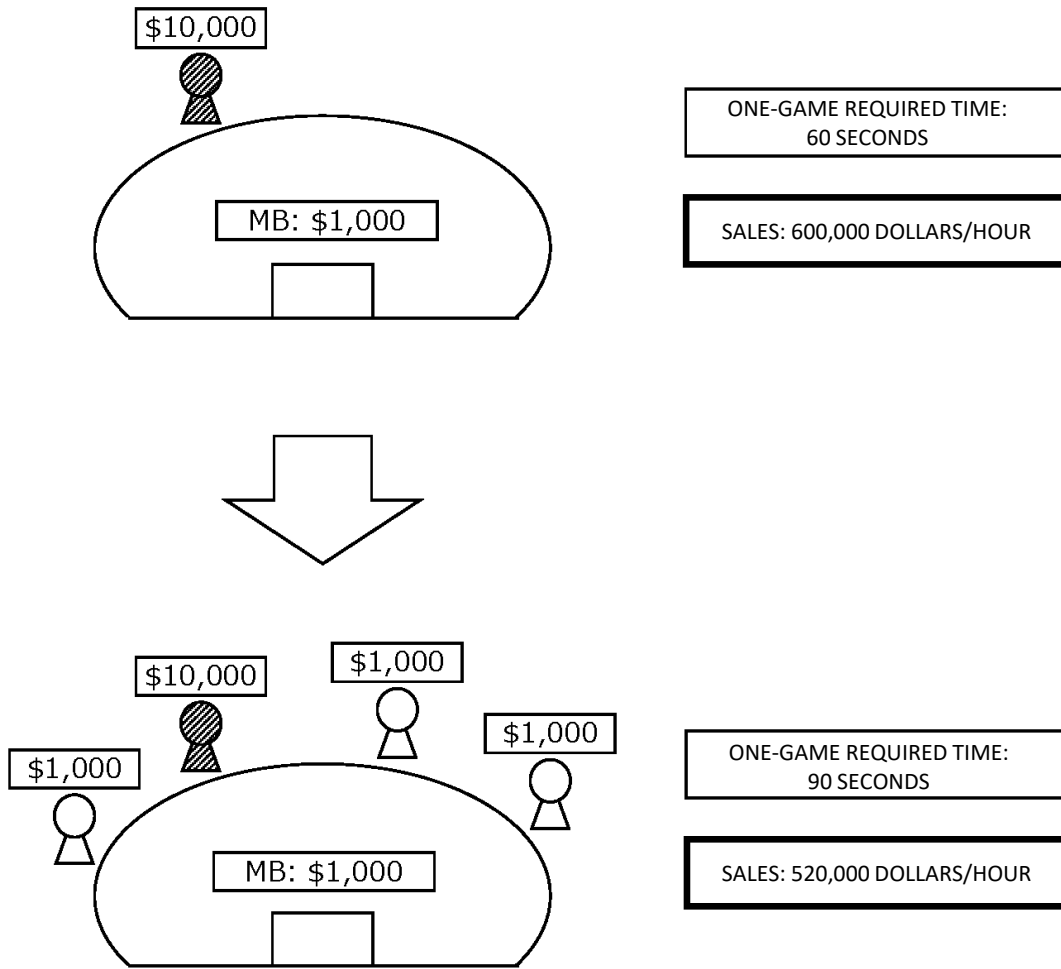 $10,000
MB: $1,000
ONE-GAME REQUIRED TIME:
60 SECONDS
SALES: 600,000 DOLLARS/HOUR
$1,000
$10,000
$1,000
$1,000
MB: $1,000
ONE-GAME REQUIRED TIME:
90 SECONDS
SALES: 520,000 DOLLARS/HOUR